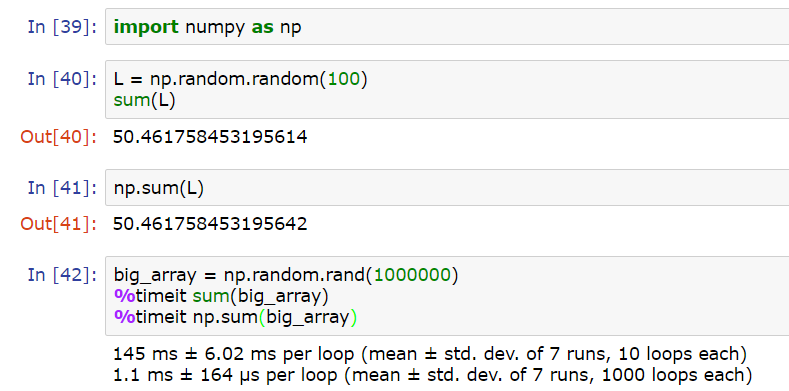 In [39]: import numpy as np
In [40]: L = np.random.random(100)
sum(L)
Out[40]: 50.461758453195614
In [41]: np.sum(L)
Out[41]: 50.461758453195642
In [42]: big_array = np.random.rand(1000000)
%timeit sum(big_array)
%timeit np.sum(big_array)
145 ms ± 6.02 ms per loop (mean ± std. dev. of 7 runs, 10 loops each)
1.1 ms ± 164 µs per loop (mean ± std. dev. of 7 runs, 1000 loops each)